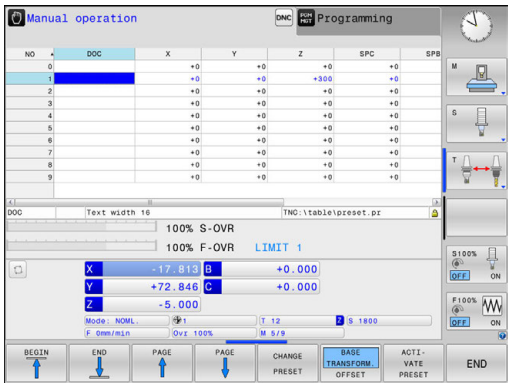 Manual operation DNC PGM MGT Programming
NO DOC X Y Z SPC SPB
0 +0 +0 +0 +0
1 +0 +0 +300 +0
2 +0 +0 +0 +0
3 +0 +0 +0 +0
4 +0 +0 +0 +0
5 +0 +0 +0 +0
6 +0 +0 +0 +0
7 +0 +0 +0 +0
8 +0 +0 +0 +0
9 +0 +0 +0 +0
DOC Text width 16 TNC:\table\preset.pr
100% S-OVR
100% F-OVR LIMIT 1
X -17.813 B +0.000
Y +72.846 C +0.000
Z -5.000
Mode: NOML. 1 T 12 Z S 1800
F 0mm/min Ovr 100% M 5/9
M
S
T
S100%
OFF ON
F100%
OFF ON
BEGIN
END
PAGE
PAGE
CHANGE
PRESET
BASE
TRANSFORM.
OFFSET
ACTI-
VATE
PRESET
END